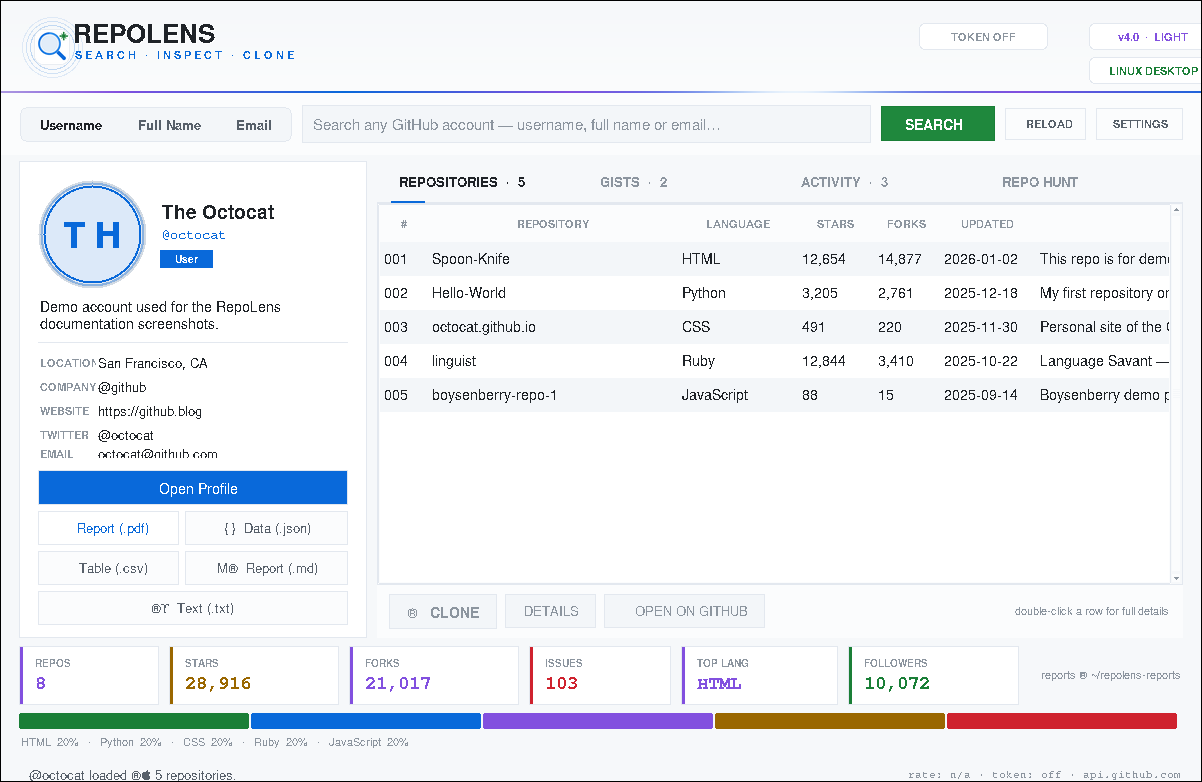 REPOLENS
SEARCH · INSPECT · CLONE
TOKEN OFF
v4.0 · LIGHT
LINUX DESKTOP
Username Full Name Email
Search any GitHub account — username, full name or email...
SEARCH
RELOAD
SETTINGS
TH
The Octocat
@octocat
User
Demo account used for the RepoLens
documentation screenshots.
LOCATION San Francisco, CA
COMPANY @github
WEBSITE https://github.blog
TWITTER @octocat
EMAIL octocat@github.com
Open Profile
Report (.pdf)
{ } Data (.json)
Table (.csv)
M® Report (.md)
Text (.txt)
REPOSITORIES · 5
GISTS · 2
ACTIVITY · 3
REPO HUNT
# REPOSITORY LANGUAGE STARS FORKS UPDATED
001 Spoon-Knife HTML 12,654 14,877 2026-01-02 This repo is for dem
002 Hello-World Python 3,205 2,761 2025-12-18 My first repository or
003 octocat.github.io CSS 491 220 2025-11-30 Personal site of the
004 linguist Ruby 12,844 3,410 2025-10-22 Language Savant —
005 boysenberry-repo-1 JavaScript 88 15 2025-09-14 Boysenberry demo p
® CLONE
DETAILS
OPEN ON GITHUB
double-click a row for full details
REPOS
8
STARS
28,916
FORKS
21,017
ISSUES
103
TOP LANG
HTML
FOLLOWERS
10,072
reports ® ~/repolens-reports
HTML 20% · Python 20% · CSS 20% · Ruby 20% · JavaScript 20%
@octocat loaded ® 5 repositories.
rate: n/a · token: off · api.github.com